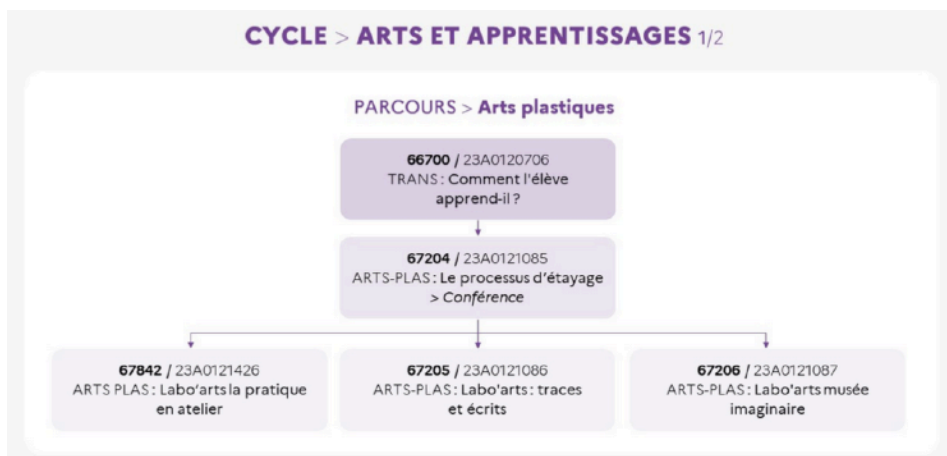 CYCLE > ARTS ET APPRENTISSAGES 1/2
PARCOURS > Arts plastiques
66700 / 23A0120706
TRANS : Comment l'élève
apprend-il ?
67204 / 23A0121085
ARTS-PLAS : Le processus d'étayage
> Conférence
67842 / 23A0121426
ARTS PLAS : Labo'arts la pratique
en atelier
67205 / 23A0121086
ARTS-PLAS : Labo'arts : traces
et écrits
67206 / 23A0121087
ARTS-PLAS : Labo'arts musée
imaginaire